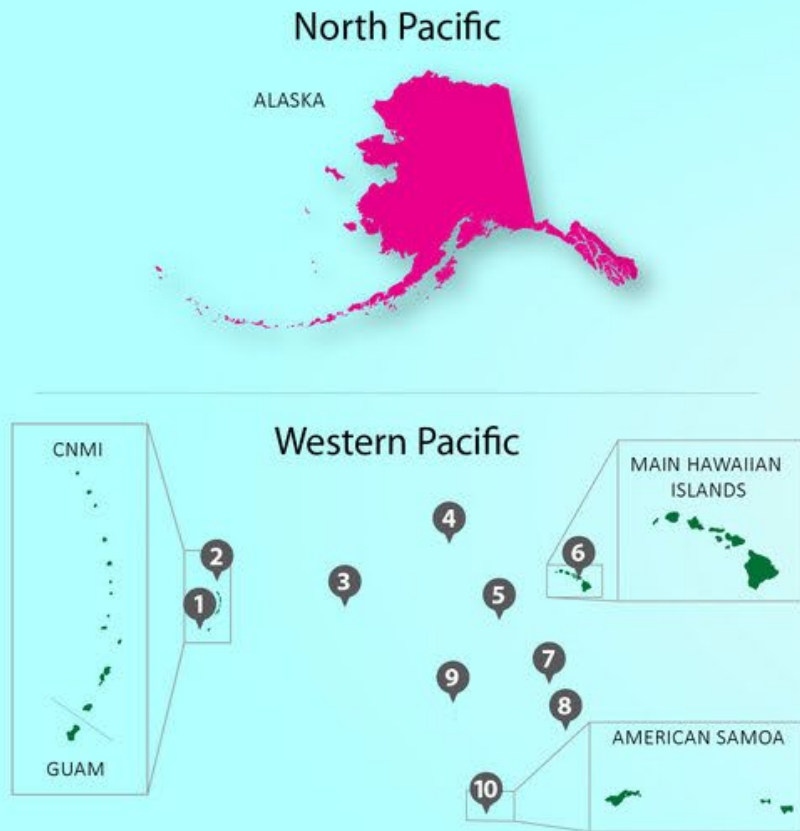 North Pacific
ALASKA
Western Pacific
CNMI
MAIN HAWAIIAN
ISLANDS
4
2
6
3
5
1
7
9
8
AMERICAN SAMOA
GUAM
10